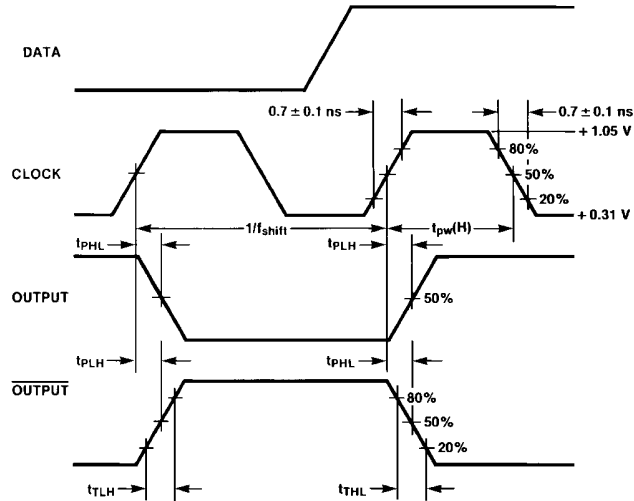 DATA
0.7 ± 0.1 ns
0.7 ± 0.1 ns
+ 1.05 V
80%
CLOCK
50%
20%
+ 0.31 V
1/fshift
tpw(H)
tPHL
tPLH
OUTPUT
50%
tPLH
tPHL
OUTPUT
80%
50%
20%
tTLH
tTHL